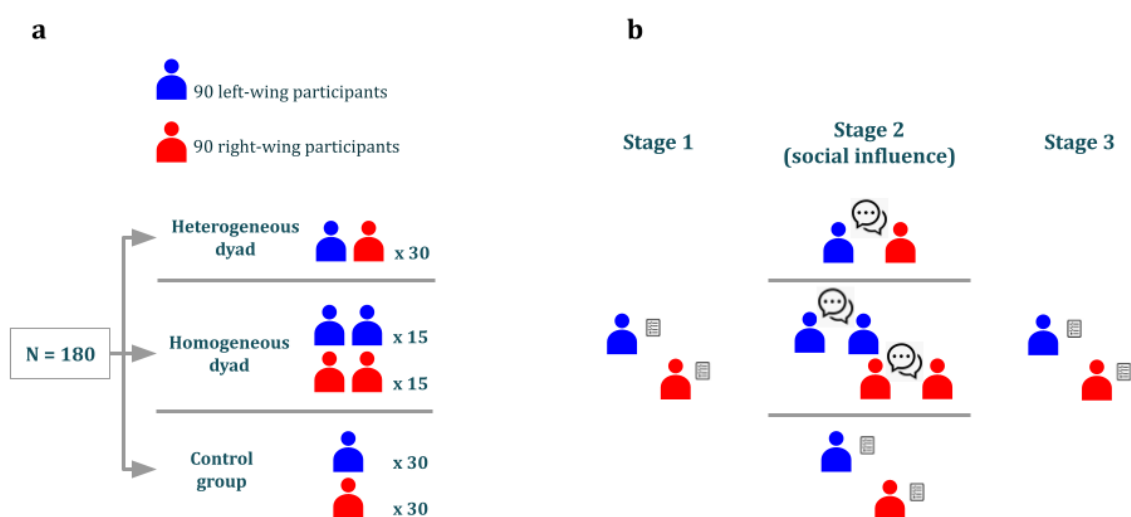 a
90 left-wing participants
90 right-wing participants
Heterogeneous
dyad
x 30
N = 180
Homogeneous
dyad
x 15
x 15
Control
group
x 30
x 30
b
Stage 1
Stage 2
(social influence)
Stage 3